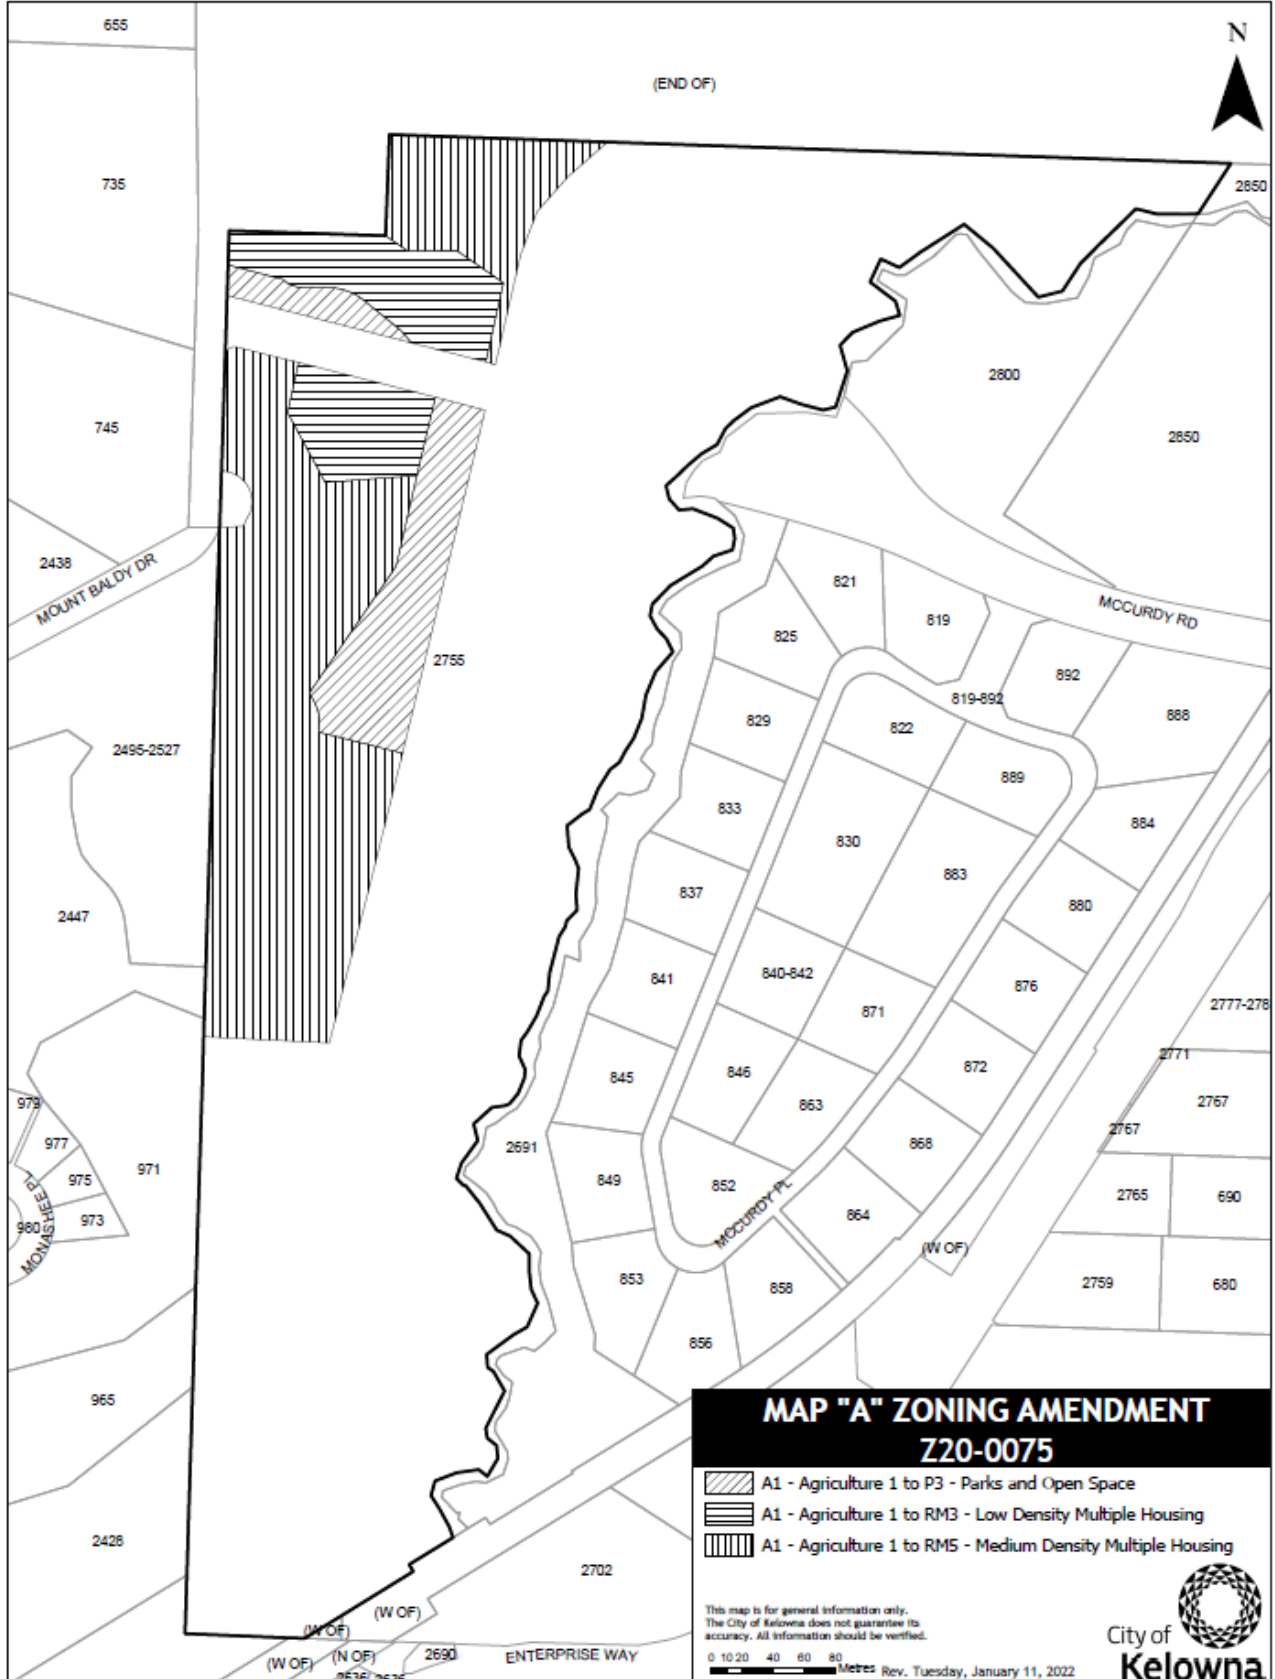 655
(END OF)
N
735
2850
2800
745
2850
2438
MOUNT BALDY DR
821
MCCURDY RD
819
825
2755
892
819-892
829
822
888
2495-2527
889
833
884
830
883
837
880
2447
840-842
841
876
871
2777-278
2771
846
872
845
863
2767
979
2767
977
868
2691
971
975
849
852
2765
690
MONASHEE PL
973
980
MCCURDY PL
864
(W OF)
853
858
2759
680
856
965
MAP "A" ZONING AMENDMENT
Z20-0075
A1 - Agriculture 1 to P3 - Parks and Open Space
A1 - Agriculture 1 to RM3 - Low Density Multiple Housing
A1 - Agriculture 1 to RM5 - Medium Density Multiple Housing
2428
2702
This map is for general information only.
The City of Kelowna does not guarantee its
accuracy. All information should be verified.
(W OF)
(W OF)
(N OF)
2690
ENTERPRISE WAY
(W OF)
0 10 20 40 60 80
Metres
Rev. Tuesday, January 11, 2022
City of
Kelowna